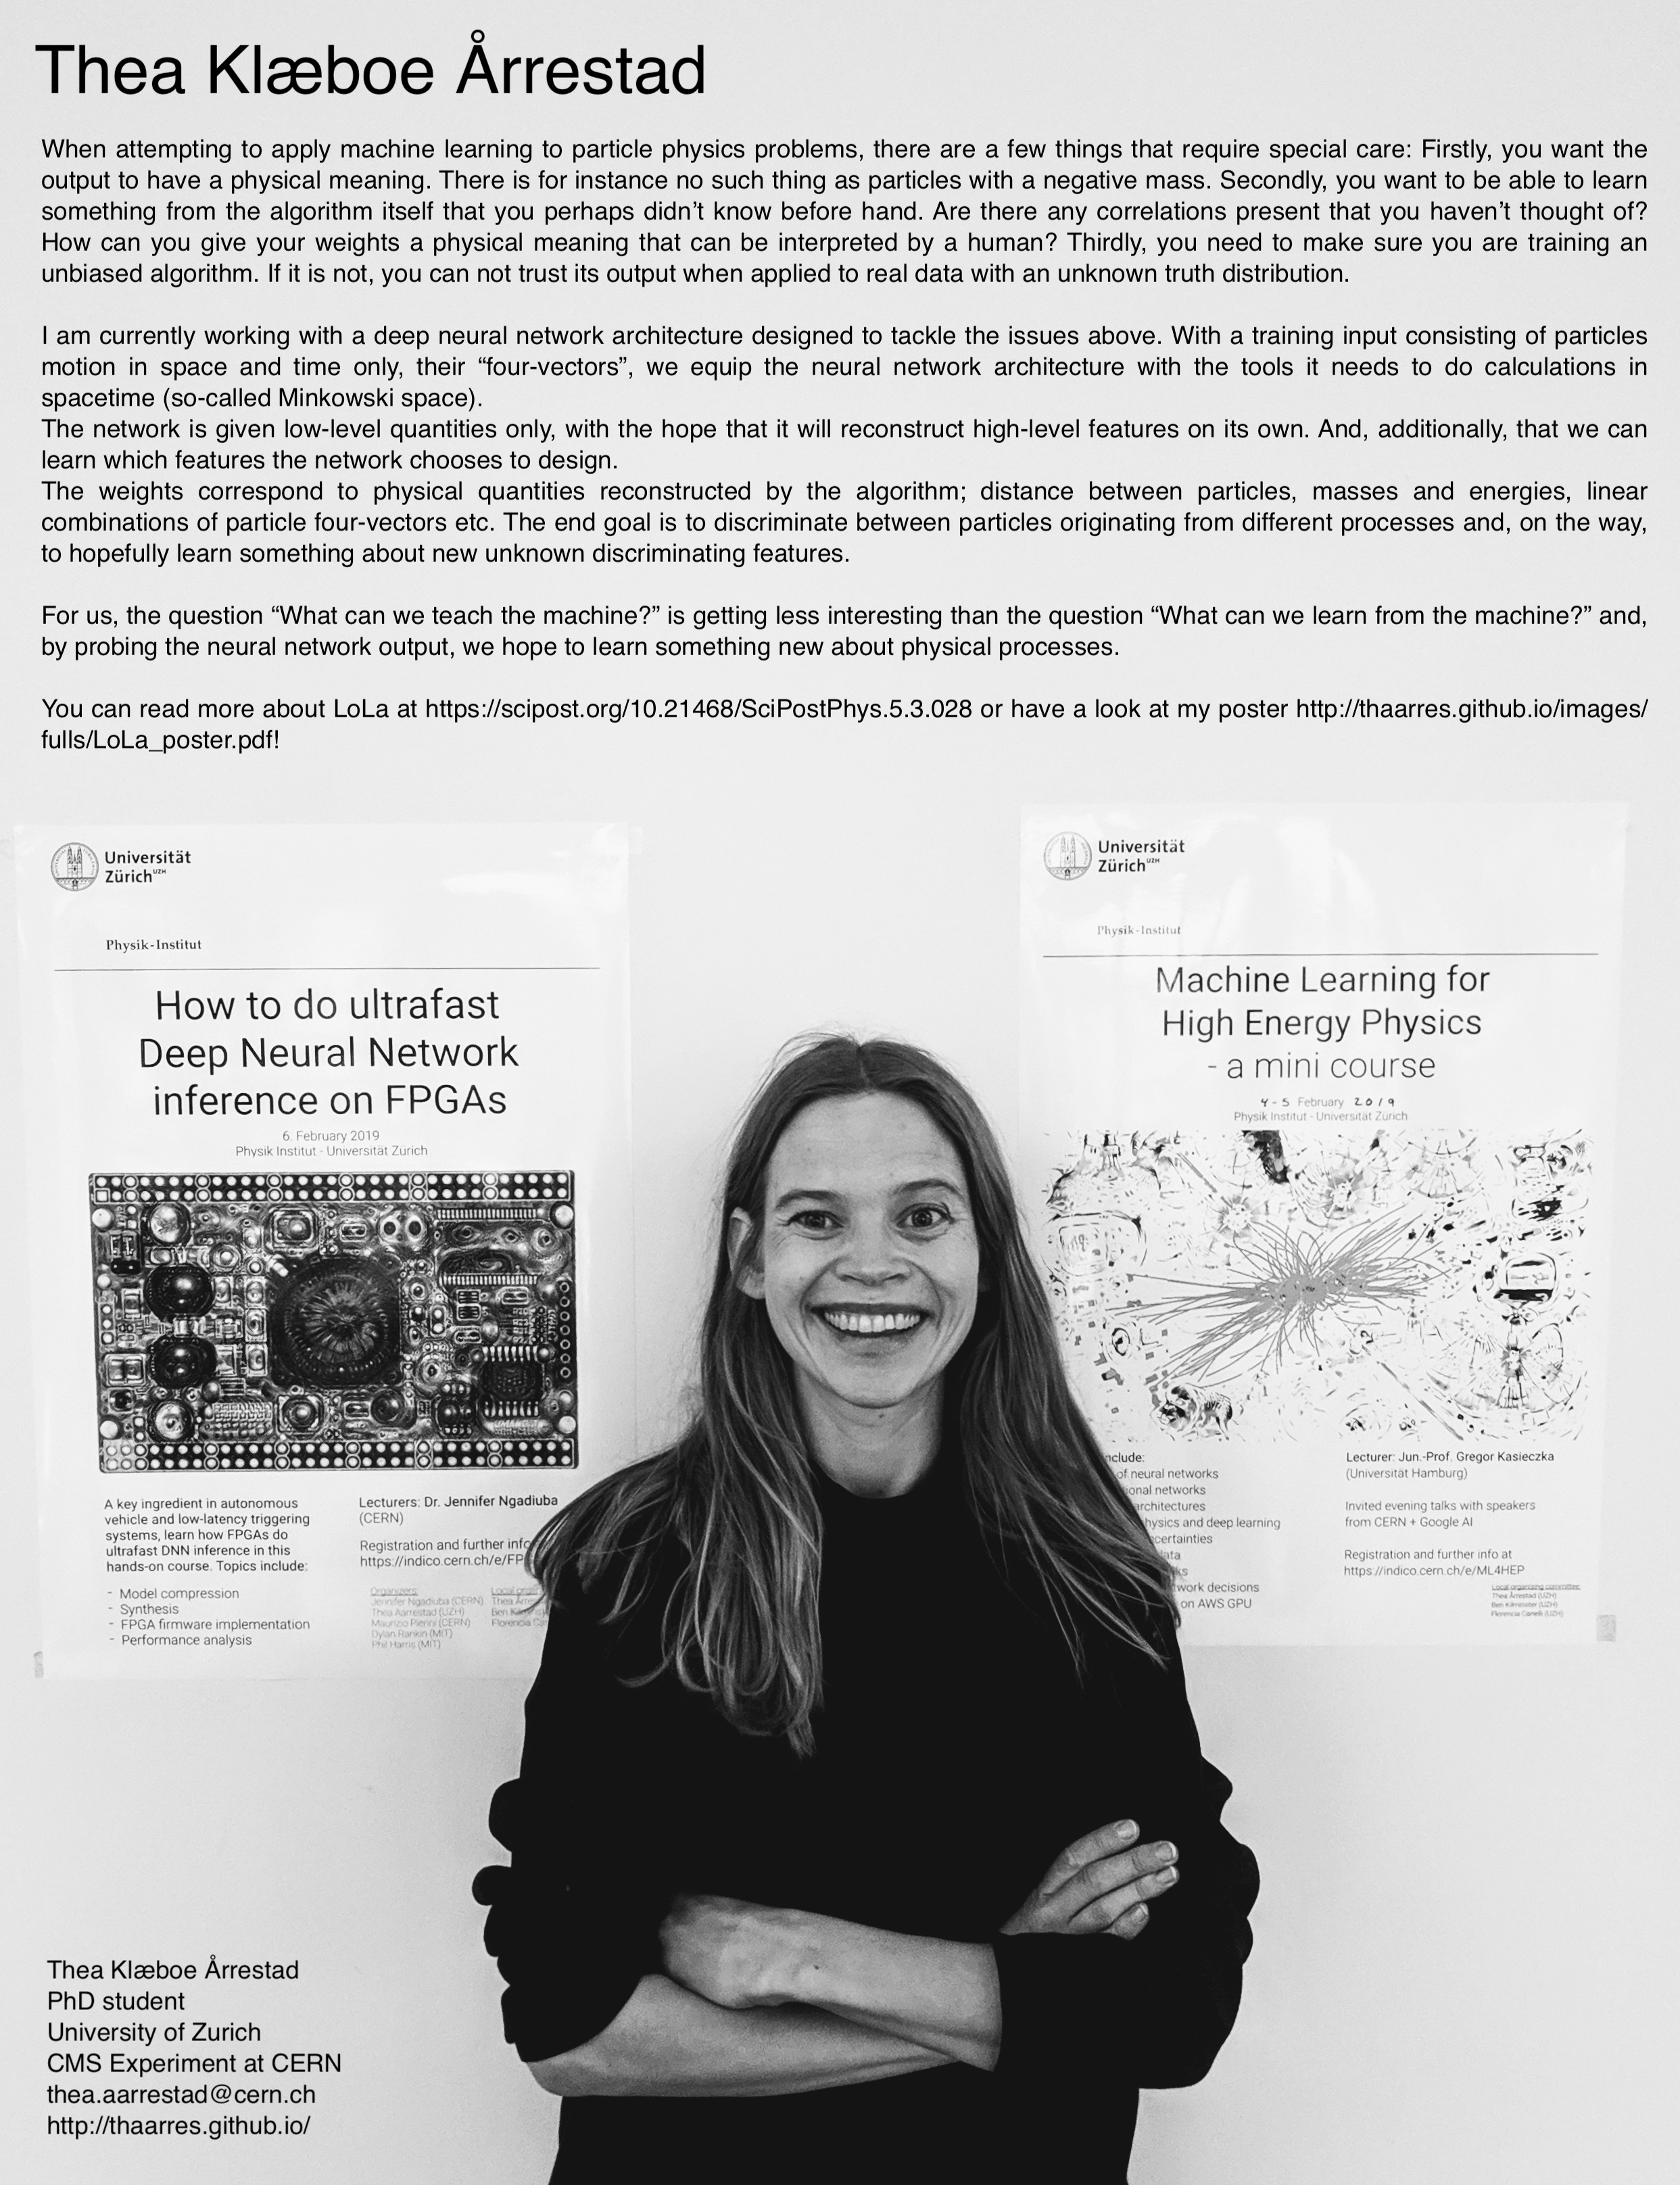 Thea Klæboe Årrestad
When attempting to apply machine learning to particle physics problems, there are a few things that require special care: Firstly, you want the
output to have a physical meaning. There is for instance no such thing as particles with a negative mass. Secondly, you want to be able to learn
something from the algorithm itself that you perhaps didn’t know before hand. Are there any correlations present that you haven’t thought of?
How can you give your weights a physical meaning that can be interpreted by a human? Thirdly, you need to make sure you are training an
unbiased algorithm. If it is not, you can not trust its output when applied to real data with an unknown truth distribution.
I am currently working with a deep neural network architecture designed to tackle the issues above. With a training input consisting of particles
motion in space and time only, their “four-vectors”, we equip the neural network architecture with the tools it needs to do calculations in
spacetime (so-called Minkowski space).
The network is given low-level quantities only, with the hope that it will reconstruct high-level features on its own. And, additionally, that we can
learn which features the network chooses to design.
The weights correspond to physical quantities reconstructed by the algorithm; distance between particles, masses and energies, linear
combinations of particle four-vectors etc. The end goal is to discriminate between particles originating from different processes and, on the way,
to hopefully learn something about new unknown discriminating features.
For us, the question “What can we teach the machine?” is getting less interesting than the question “What can we learn from the machine?” and,
by probing the neural network output, we hope to learn something new about physical processes.
You can read more about LoLa at https://scipost.org/10.21468/SciPostPhys.5.3.028 or have a look at my poster http://thaarres.github.io/images/
fulls/LoLa_poster.pdf!
Universität
Zürich UZH
Physik-Institut
How to do ultrafast
Deep Neural Network
inference on FPGAs
6. February 2019
Physik Institut - Universität Zürich
A key ingredient in autonomous
vehicle and low-latency triggering
systems, learn how FPGAs do
ultrafast DNN inference in this
hands-on course. Topics include:
- Model compression
- Synthesis
- FPGA firmware implementation
- Performance analysis
Lecturers: Dr. Jennifer Ngadiuba
(CERN)
Registration and further info
https://indico.cern.ch/e/FP
Organizers:
Jennifer Ngadiuba (CERN)
Thea Aarrestad (UZH)
Maurizio Pierini (CERN)
Dylan Rankin (MIT)
Phil Harris (MIT)
Local
Thea
Ben
Florencia
Universität
Zürich UZH
Physik-Institut
Machine Learning for
High Energy Physics
- a mini course
4-5 February 2019
Physik Institut - Universität Zürich
nclude:
of neural networks
ional networks
architectures
hysics and deep learning
certainties
data
ks
work decisions
on AWS GPU
Lecturer: Jun.-Prof. Gregor Kasieczka
(Universität Hamburg)
Invited evening talks with speakers
from CERN + Google AI
Registration and further info at
https://indico.cern.ch/e/ML4HEP
Local organising committee:
Thea Årrestad (UZH)
Ben Kilminster (UZH)
Florencia Canelli (UZH)
Thea Klæboe Årrestad
PhD student
University of Zurich
CMS Experiment at CERN
thea.aarrestad@cern.ch
http://thaarres.github.io/